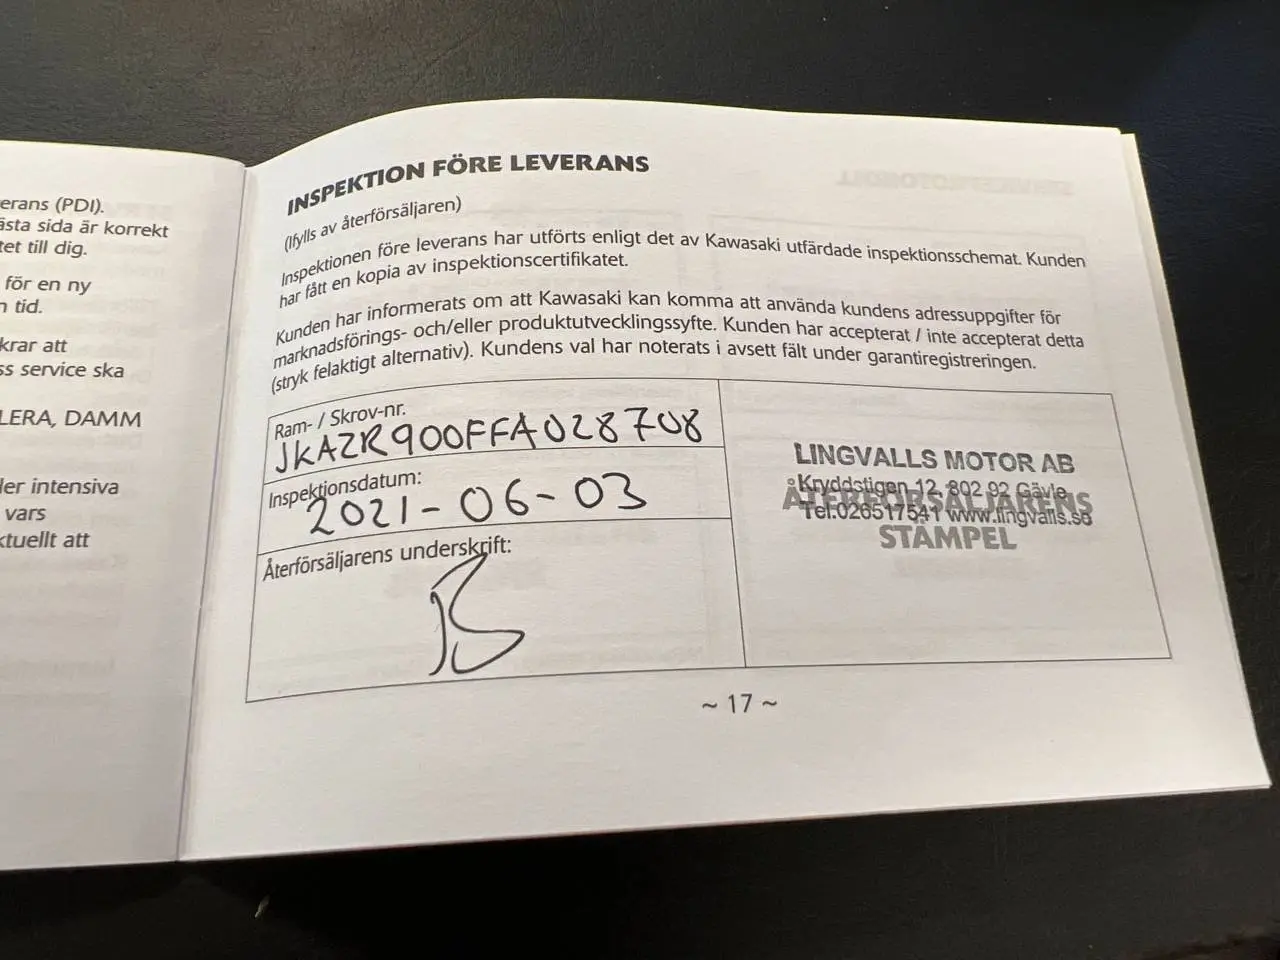 erans (PDI).
ästa sida är korrekt
tet till dig.
för en ny
n tid.
krar att
ss service ska
LERA, DAMM
ler intensiva
vars
ktuellt att
INSPEKTION FÖRE LEVERANS
(Ifylls av återförsäljaren)
Inspektionen före leverans har utförts enligt det av Kawasaki utfärdade inspektionsschemat. Kunden
har fått en kopia av inspektionscertifikatet.
Kunden har informerats om att Kawasaki kan komma att använda kundens adressuppgifter för
marknadsförings- och/eller produktutvecklingssyfte. Kunden har accepterat / inte accepterat detta
(stryk felaktigt alternativ). Kundens val har noterats i avsett fält under garantiregistreringen.
Ram- / Skrov-nr.
JKAZR900FFA028708
Inspektionsdatum:
2021-06-03
Återförsäljarens underskrift:
LINGVALLS MOTOR AB
Kryddstigen 12, 802 92 Gävle
ÅTERFÖRSÄLJARENS
Tel:026517541 www.lingvalls.se
STÄMPEL
~ 17 ~